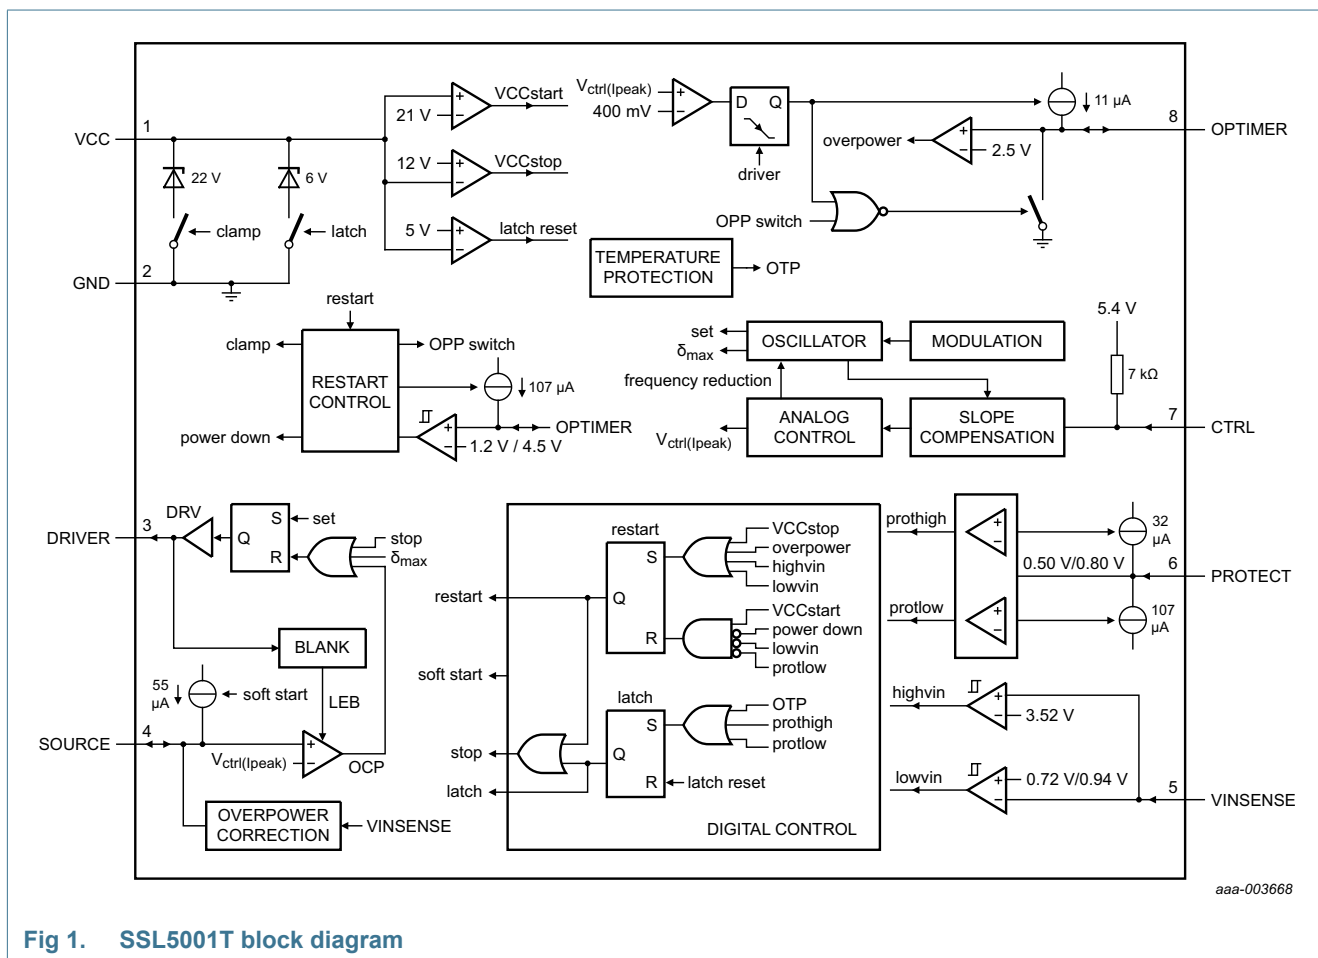 VCC
1
21 V
+
−
VCCstart
12 V
+
−
VCCstop
5 V
+
−
latch reset
22 V
6 V
clamp
latch
GND
2
Vctrl(Ipeak)
400 mV
+
−
D
Q
driver
11 µA
8
OPTIMER
overpower
+
−
2.5 V
OPP switch
TEMPERATURE
PROTECTION
OTP
restart
clamp
OPP switch
RESTART
CONTROL
107 µA
power down
+
−
OPTIMER
1.2 V / 4.5 V
set
δmax
OSCILLATOR
MODULATION
frequency reduction
5.4 V
7 kΩ
Vctrl(Ipeak)
ANALOG
CONTROL
SLOPE
COMPENSATION
7
CTRL
DRIVER
3
DRV
Q
S
R
set
stop
δmax
BLANK
LEB
55
µA
soft start
SOURCE
4
Vctrl(Ipeak)
+
−
OCP
OVERPOWER
CORRECTION
VINSENSE
restart
S
Q
R
VCCstop
overpower
highvin
lowvin
VCCstart
power down
lowvin
protlow
restart
soft start
stop
latch
latch
S
Q
R
OTP
prothigh
protlow
latch reset
DIGITAL CONTROL
prothigh
+
−
32
µA
0.50 V/0.80 V
6
PROTECT
protlow
+
−
107
µA
highvin
+
−
3.52 V
lowvin
+
−
0.72 V/0.94 V
5
VINSENSE
aaa-003668
Fig 1. SSL5001T block diagram